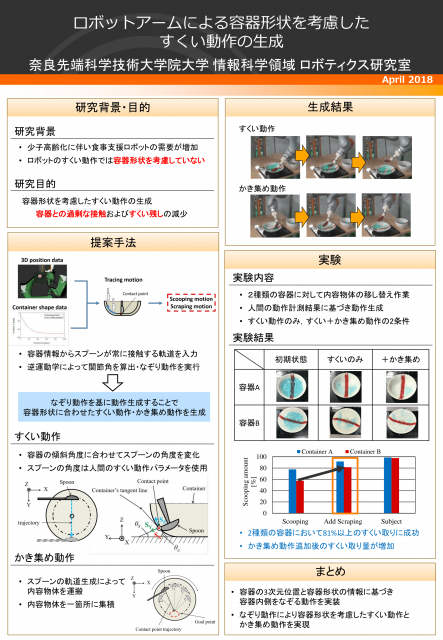 ロボットアームによる容器形状を考慮した
すくい動作の生成
奈良先端科学技術大学院大学 情報科学領域 ロボティクス研究室
April 2018
研究背景・目的
研究背景
• 少子高齢化に伴い食事支援ロボットの需要が増加
• ロボットのすくい動作では容器形状を考慮していない
研究目的
容器形状を考慮したすくい動作の生成
容器との過剰な接触およびすくい残しの減少
提案手法
3D position data
Container shape data
Tracing motion
Contact point
Scooping motion
Scraping motion
• 容器情報からスプーンが常に接触する軌道を入力
• 逆運動学によって関節角を算出・なぞり動作を実行
なぞり動作を基に動作生成することで
容器形状に合わせたすくい動作・かき集め動作を生成
すくい動作
• 容器の傾斜角度に合わせてスプーンの角度を変化
• スプーンの角度は人間のすくい動作パラメータを使用
Z
X
Y
Spoon
trajectory
Contact point
Container's tangent line
Container
Z
Y
X
Spoon
θc
θs
かき集め動作
• スプーンの軌道生成によって
内容物体を運搬
• 内容物体を一箇所に集積
Spoon
Z
X
Y
Goal point
Contact point trajectory
生成結果
すくい動作
かき集め動作
実験
実験内容
• 2種類の容器に対して内容物体の移し替え作業
• 人間の動作計測結果に基づき動作生成
• すくい動作のみ、すくい+かき集め動作の2条件
実験結果
初期状態 すくいのみ +かき集め
容器A
容器B
Container A Container B
Scooping amount
[%]
100
80
60
40
20
0
Scooping Add Scraping Subject
• 2種類の容器において81%以上のすくい取りに成功
• かき集め動作追加後のすくい取り量が増加
まとめ
• 容器の3次元位置と容器形状の情報に基づき
容器内側をなぞる動作を実装
• なぞり動作により容器形状を考慮したすくい動作と
かき集め動作を実現